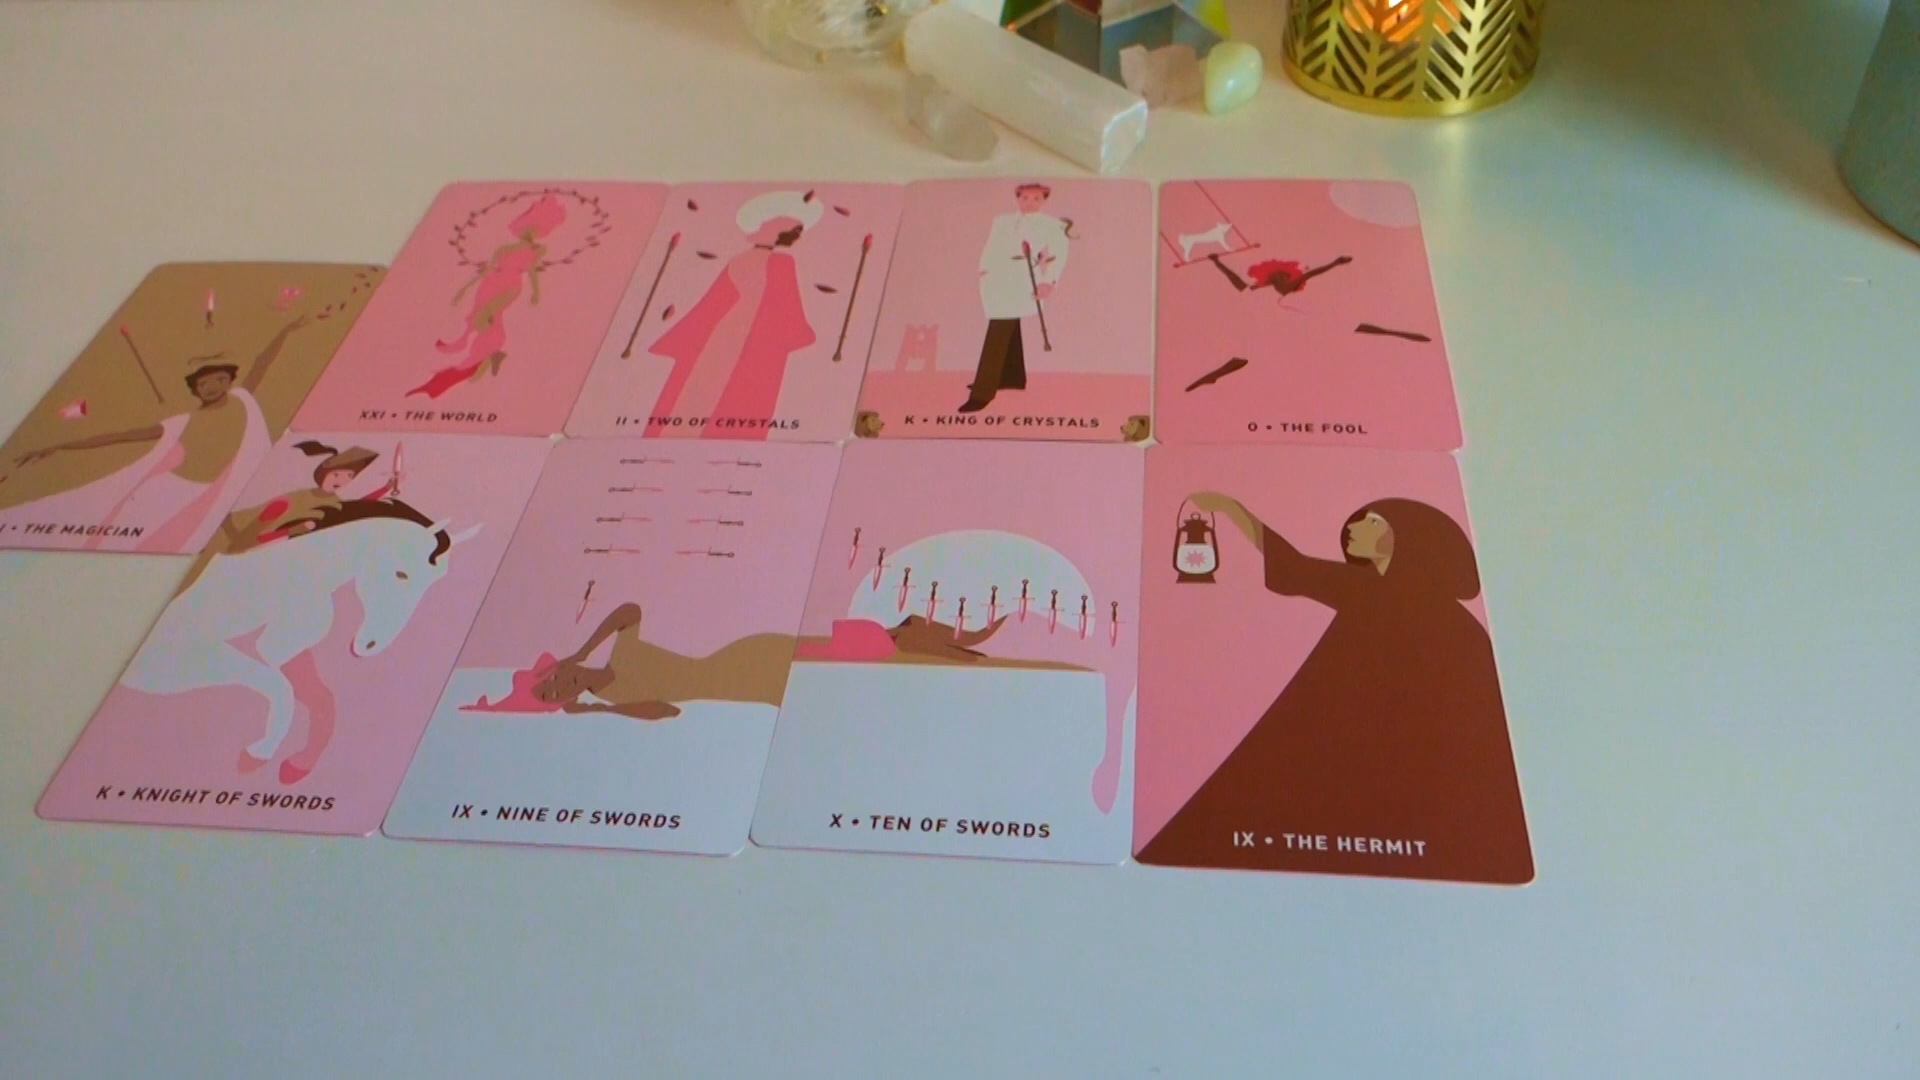 XXI • THE WORLD
II • TWO OF CRYSTALS
K • KING OF CRYSTALS
O • THE FOOL
I • THE MAGICIAN
K • KNIGHT OF SWORDS
IX • NINE OF SWORDS
X • TEN OF SWORDS
IX • THE HERMIT